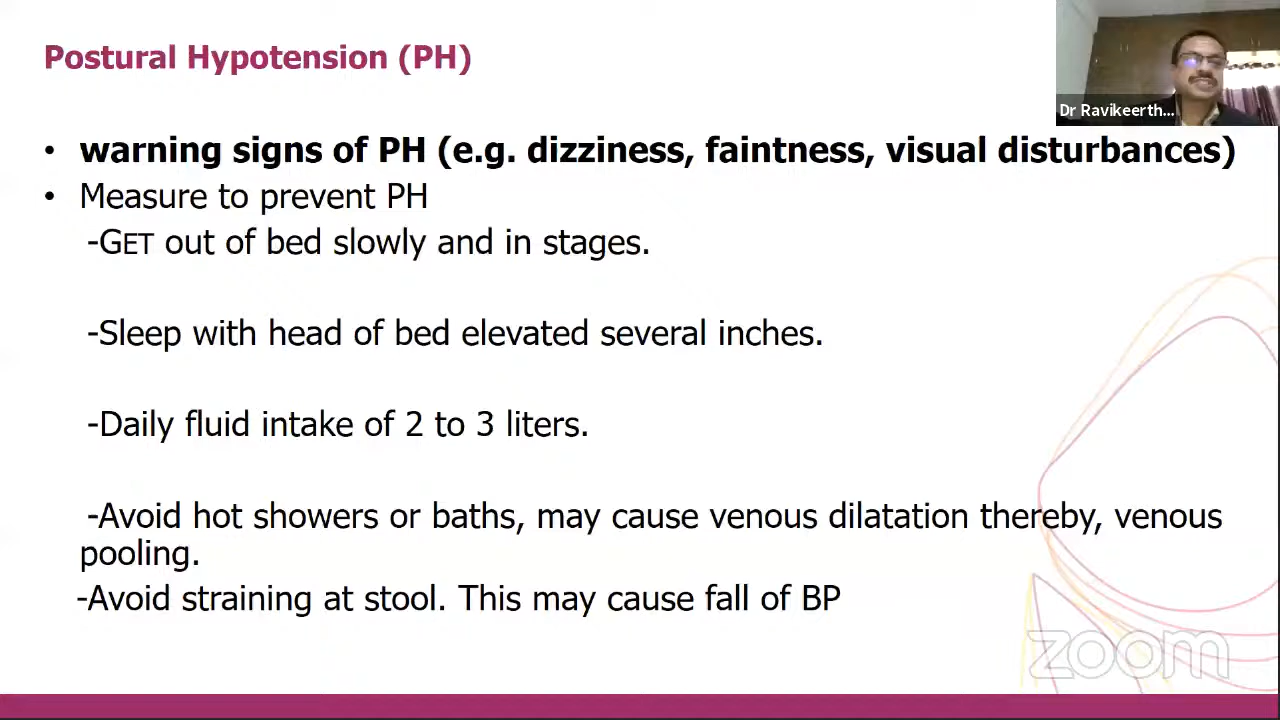 Postural Hypotension (PH)
Dr Ravikeerth...
• warning signs of PH (e.g. dizziness, faintness, visual disturbances)
• Measure to prevent PH
-GET out of bed slowly and in stages.
-Sleep with head of bed elevated several inches.
-Daily fluid intake of 2 to 3 liters.
-Avoid hot showers or baths, may cause venous dilatation thereby, venous
pooling.
-Avoid straining at stool. This may cause fall of BP
zoom